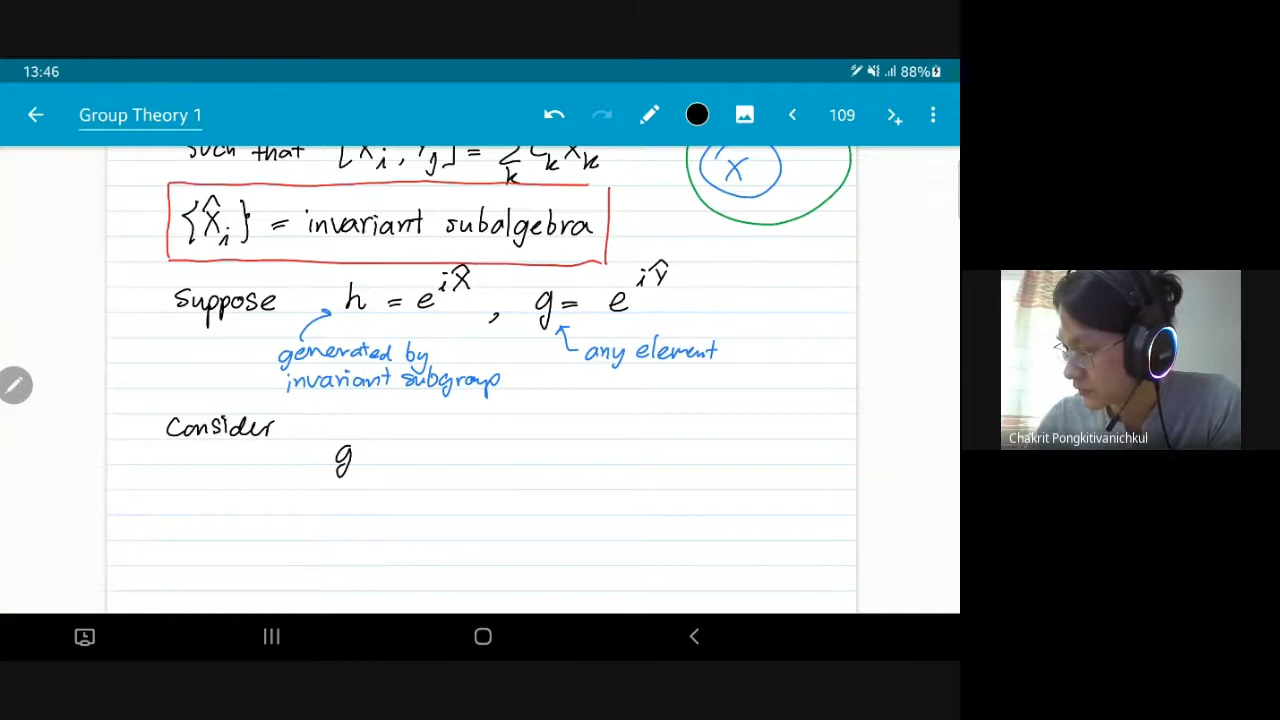 13:46
88%
Group Theory 1
109
such that [X̂i, Ŷj] = Σk Ck X̂k
X
{X̂i} = invariant subalgebra
Suppose h = e^{iX̂}, g = e^{iŶ}
generated by
invariant subgroup
any element
Consider
g
Chakrit Pongkitivanichkul